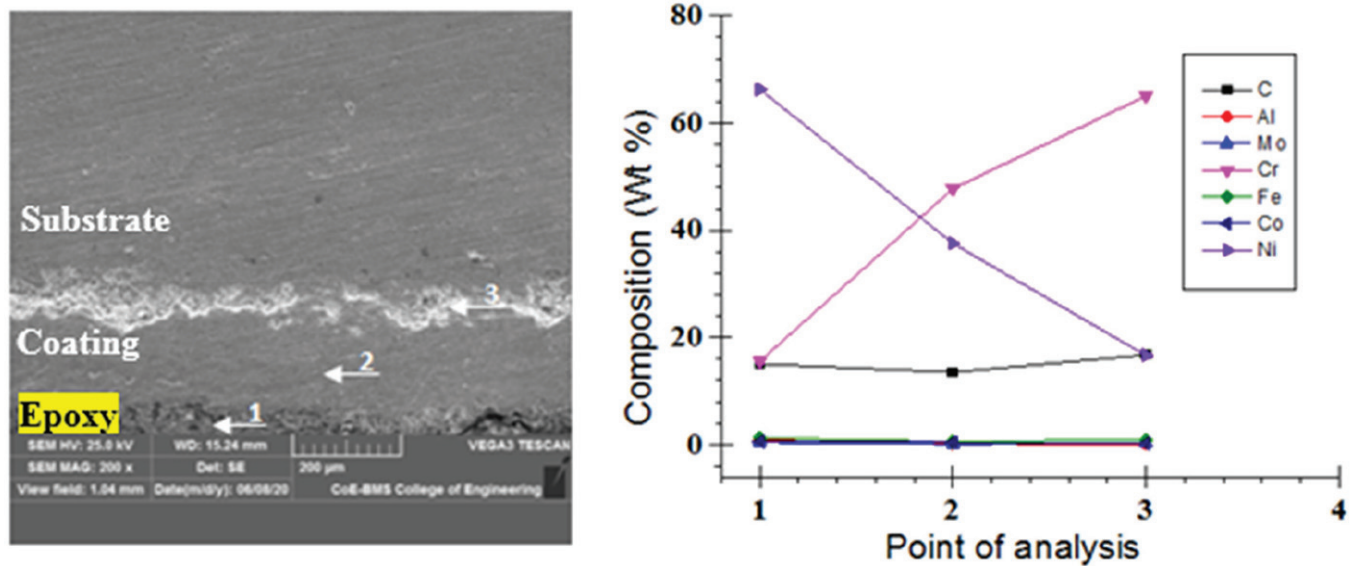 Substrate
3
Coating
2
Epoxy
1
SEM HV: 25.0 kV WD: 15.24 mm VEGA3 TESCAN
SEM MAG: 200 x Det: SE 200 µm
View field: 1.04 mm Date(m/d/y): 06/08/20 CoE-BMS College of Engineering
80
60
40
20
0
Composition (Wt %)
1 2 3 4
Point of analysis
C
Al
Mo
Cr
Fe
Co
Ni